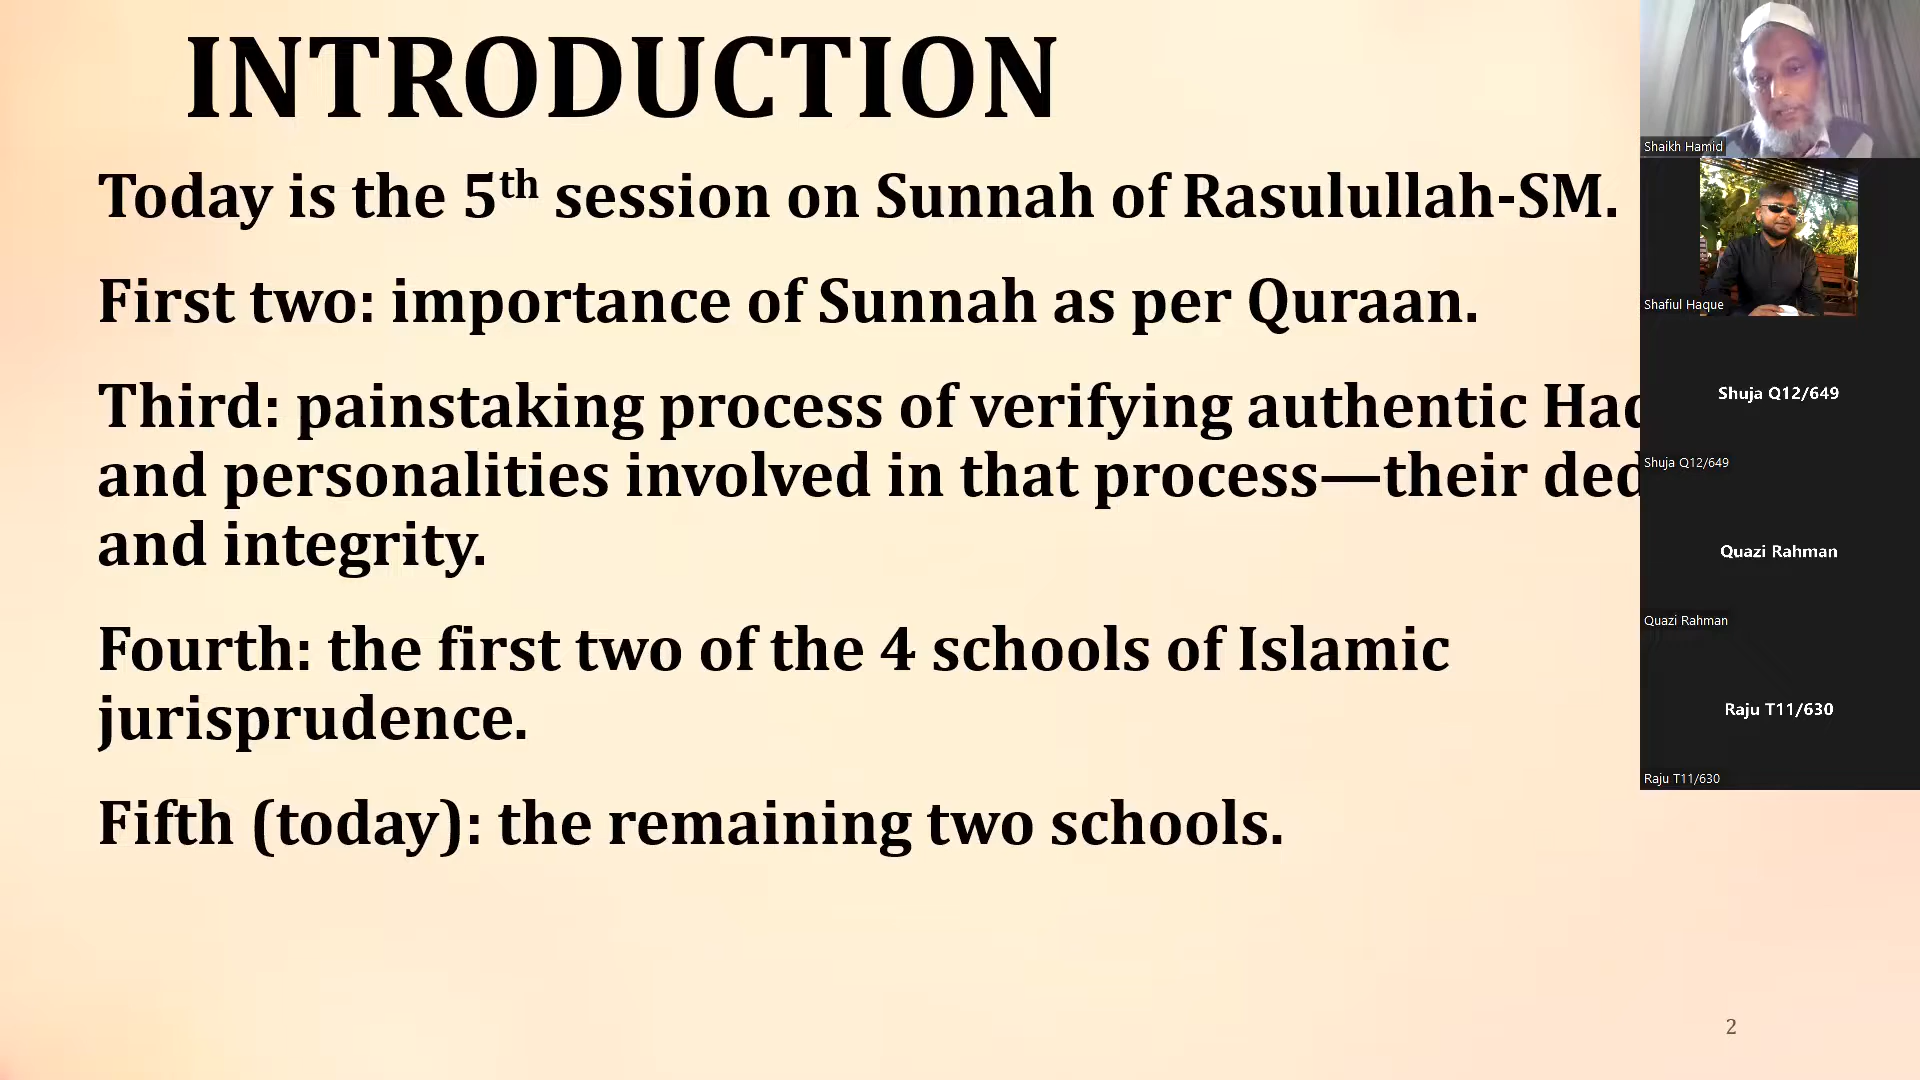 INTRODUCTION
Today is the 5th session on Sunnah of Rasulullah-SM.
First two: importance of Sunnah as per Quraan.
Third: painstaking process of verifying authentic
and personalities involved in that process—their
and integrity.
Fourth: the first two of the 4 schools of Islamic
jurisprudence.
Fifth (today): the remaining two schools.
2
Shaikh Hamid
Shafiul Haque
Shuja Q12/649
Shuja Q12/649
Quazi Rahman
Quazi Rahman
Raju T11/630
Raju T11/630